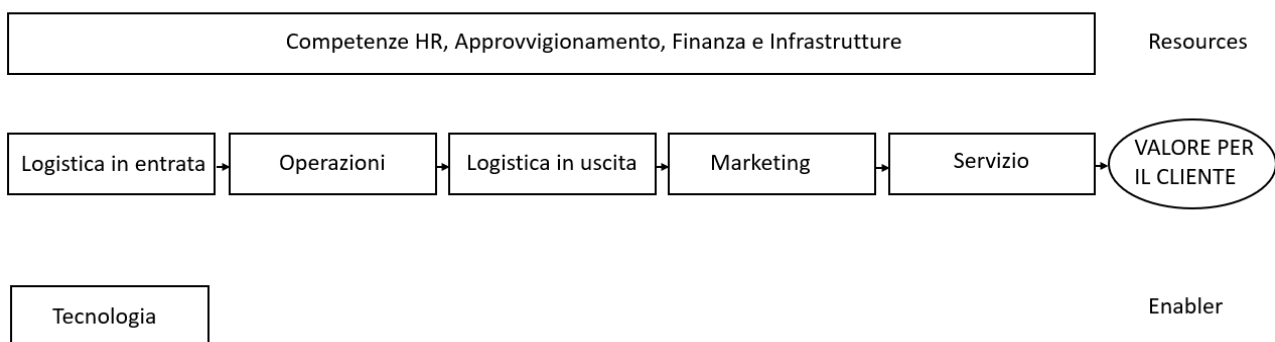 Competenze HR, Approvvigionamento, Finanza e Infrastrutture
Resources
Logistica in entrata
Operazioni
Logistica in uscita
Marketing
Servizio
VALORE PER
IL CLIENTE
Tecnologia
Enabler